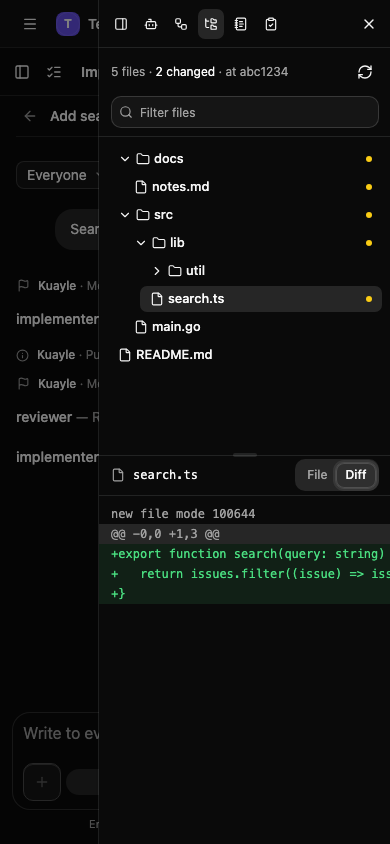 T
Te
5 files · 2 changed · at abc1234
Filter files
Add sea
Everyone
Sear
Kuayle · M
implementer
Kuayle · Pu
Kuayle · M
reviewer — R
implementer
docs
notes.md
src
lib
util
search.ts
main.go
README.md
search.ts
File
Diff
new file mode 100644
@@ -0,0 +1,3 @@
+export function search(query: string)
+   return issues.filter((issue) => iss
+}
Write to ev